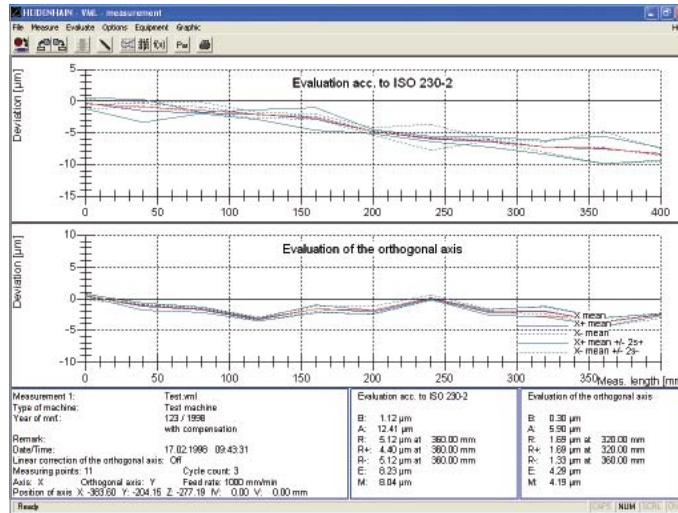 HEIDENHAIN - VML - measurement
File Measure Evaluate Options Equipment Graphic
f(x) Par
Deviation [µm]
Evaluation acc. to ISO 230-2
5
0
-5
-10
-15
0 50 100 150 200 250 300 350 400
Deviation [µm]
Evaluation of the orthogonal axis
10
5
0
-5
-10
X mean
X+ mean
X- mean
X+ mean +/- 2s+
X- mean +/- 2s-
0 50 100 150 200 250 300 350 Meas. length [mm
Measurement 1: Test.vml
Type of machine: Test machine
Year of mnf.: 123 / 1998
with compensation
Remark:
Date/Time: 17.02.1998 09:43:31
Linear correction of the orthogonal axis: Off
Measuring points: 11 Cycle count: 3
Axis: X Orthogonal axis: Y Feed rate: 1000 mm/min
Position of axis X: -363.60 Y: -204.15 Z: -277.19 W: 0.00 V: 0.00 mm
Evaluation acc. to ISO 230-2
B: 1.12 µm
A: 12.41 µm
R: 5.12 µm at 360.00 mm
R+: 4.40 µm at 360.00 mm
R-: 5.12 µm at 360.00 mm
E: 8.23 µm
M: 8.04 µm
Evaluation of the orthogonal axis
B: 0.30 µm
A: 5.90 µm
R: 1.69 µm at 320.00 mm
R+: 1.69 µm at 320.00 mm
R-: 1.33 µm at 360.00 mm
E: 4.29 µm
M: 4.19 µm
Ready
CAPS NUM SCRL